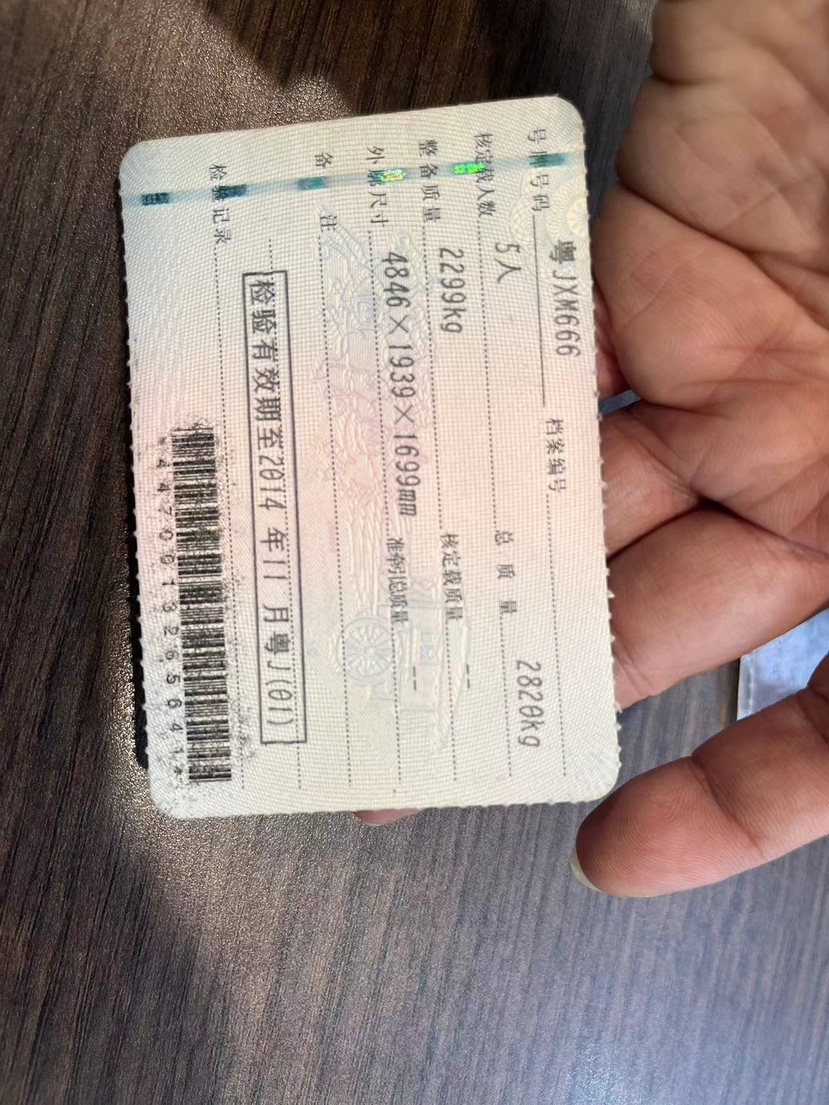 号牌号码 粤JXM666 档案编号
核定载人数 5人 总质量 2820kg
整备质量 2299kg 核定载质量 --
外廓尺寸 4846×1939×1699mm 准牵引总质量 --
备注
检验有效期至2014年11月粤J(01)
检验记录
*4470013265641*